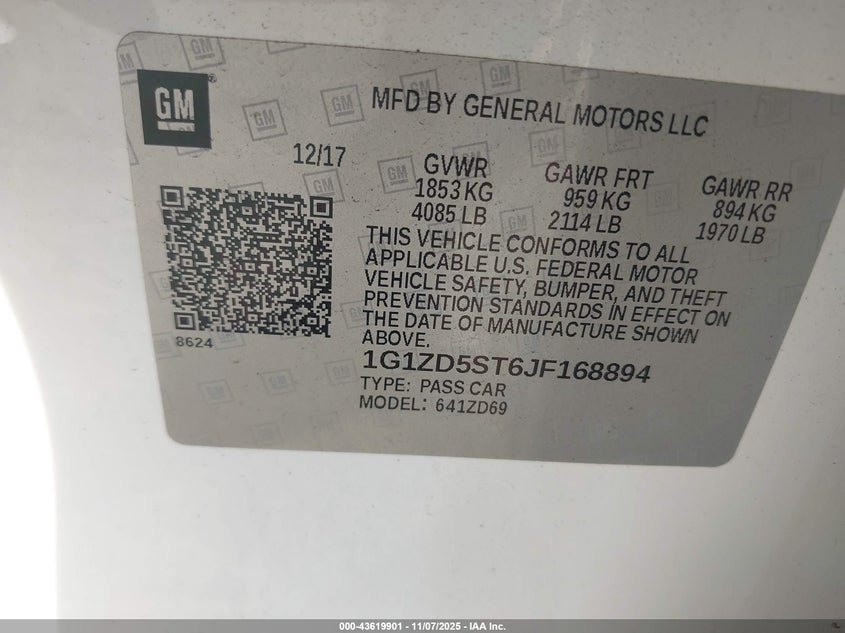 GM
MFD BY GENERAL MOTORS LLC
12/17
GVWR
1853 KG
4085 LB
GAWR FRT
959 KG
2114 LB
GAWR RR
894 KG
1970 LB
THIS VEHICLE CONFORMS TO ALL
APPLICABLE U.S. FEDERAL MOTOR
VEHICLE SAFETY, BUMPER, AND THEFT
PREVENTION STANDARDS IN EFFECT ON
THE DATE OF MANUFACTURE SHOWN
ABOVE.
8624
1G1ZD5ST6JF168894
TYPE: PASS CAR
MODEL: 641ZD69
000-43619901 - 11/07/2025 - IAA Inc.